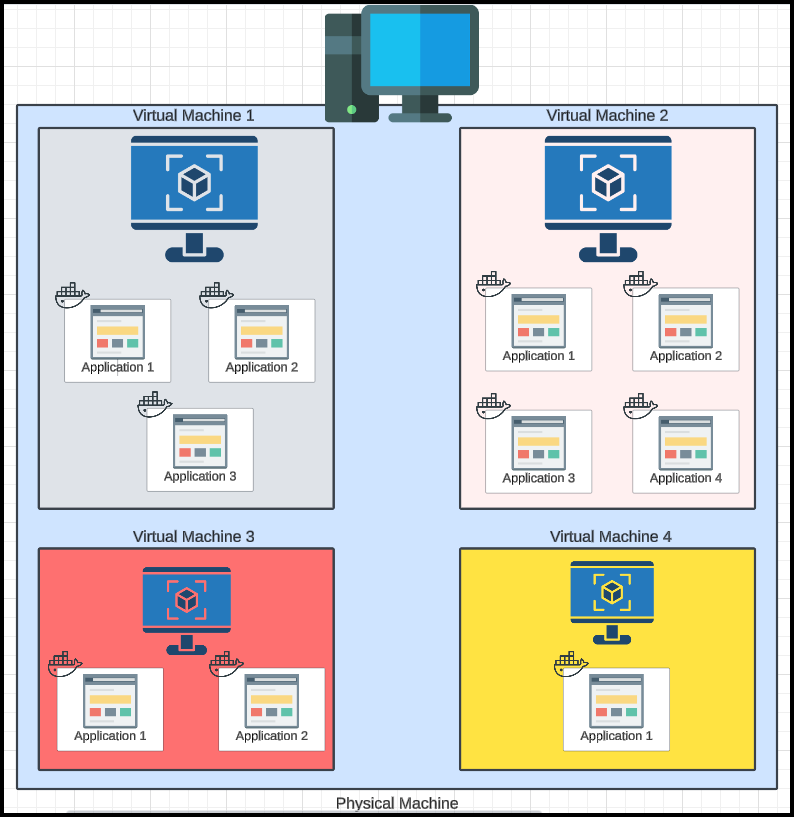 Virtual Machine 1
Virtual Machine 2
Application 1
Application 2
Application 3
Application 1
Application 2
Application 3
Application 4
Virtual Machine 3
Virtual Machine 4
Application 1
Application 2
Application 1
Physical Machine